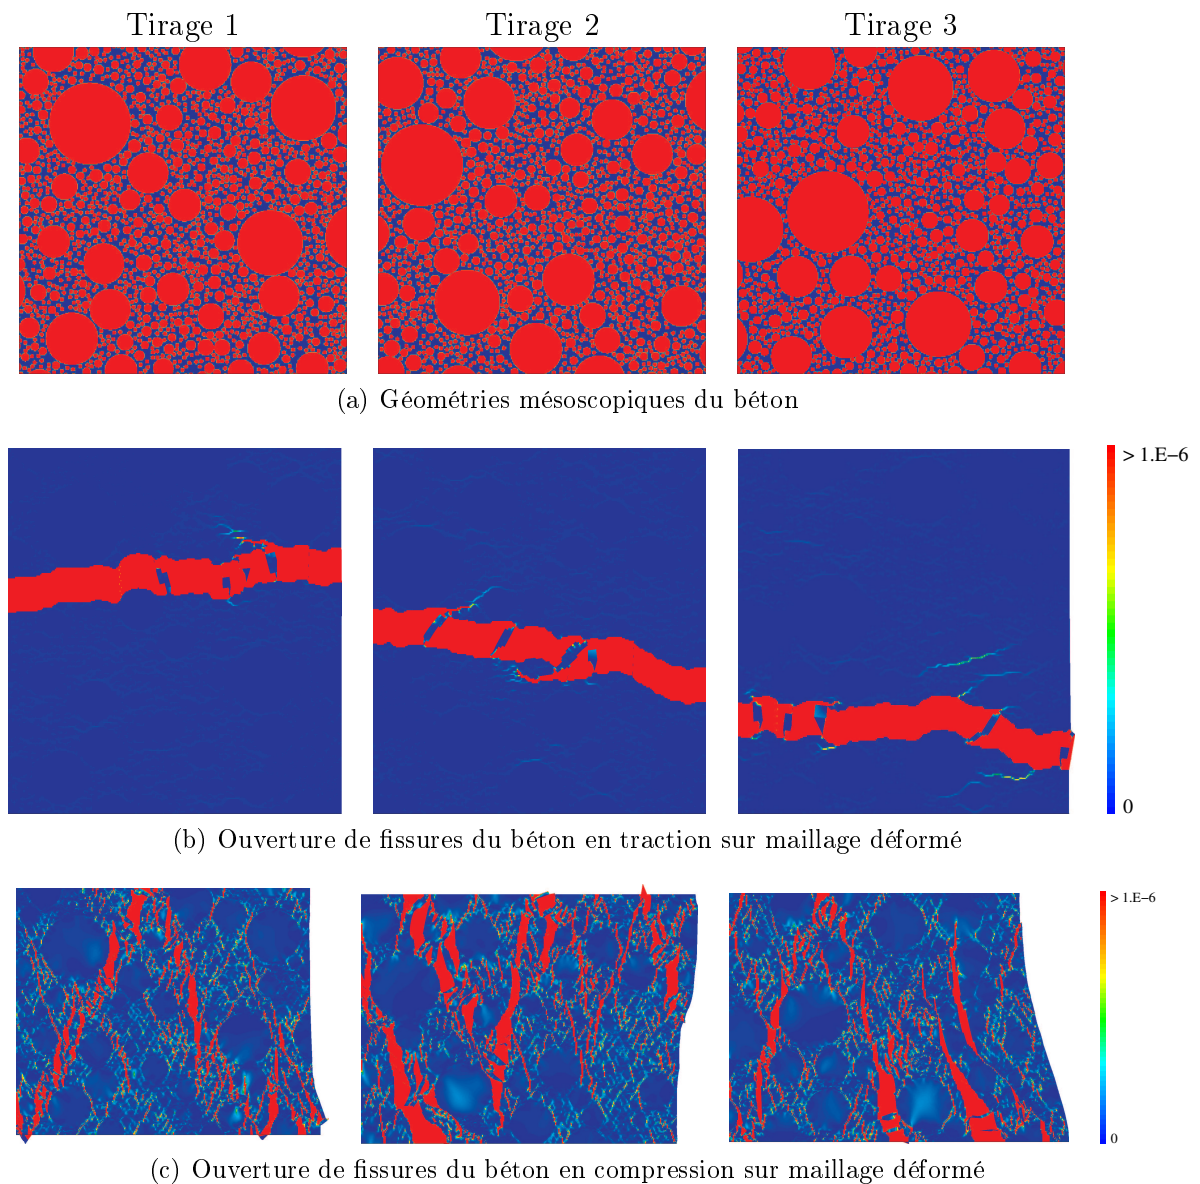 Tirage 1
Tirage 2
Tirage 3
(a) Géométries mésoscopiques du béton
> 1.E−6
0
(b) Ouverture de fissures du béton en traction sur maillage déformé
> 1.E−6
0
(c) Ouverture de fissures du béton en compression sur maillage déformé